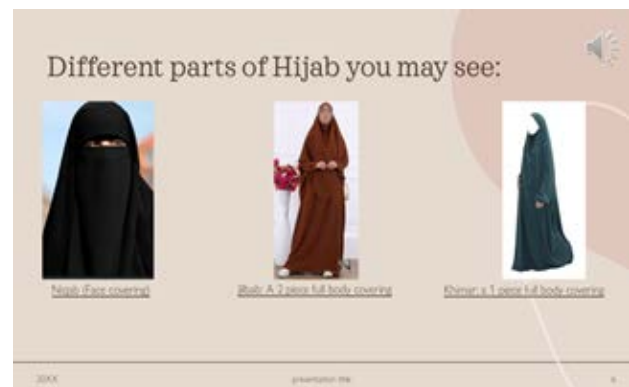 Different parts of Hijab you may see:
Niqab (Face covering)
Jilbab: A 2 piece full body covering
Khimar: a 1 piece full body covering
20XX
presentation title